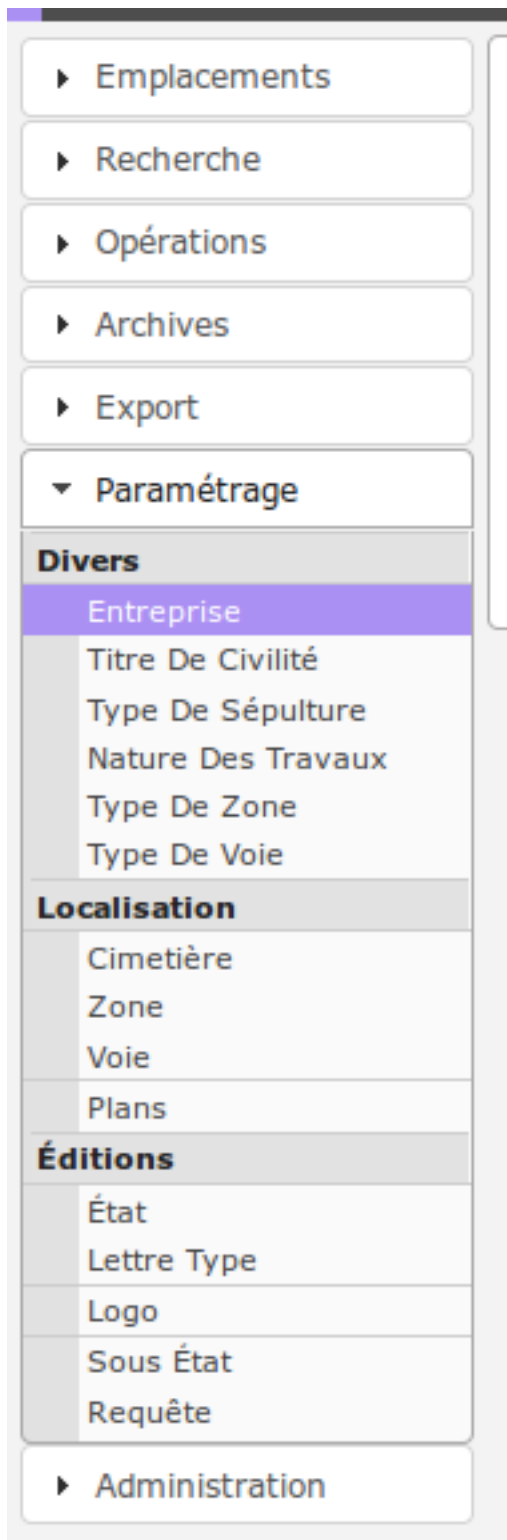 Emplacements
Recherche
Opérations
Archives
Export
Paramétrage
Divers
Entreprise
Titre De Civilité
Type De Sépulture
Nature Des Travaux
Type De Zone
Type De Voie
Localisation
Cimetière
Zone
Voie
Plans
Éditions
État
Lettre Type
Logo
Sous État
Requête
Administration